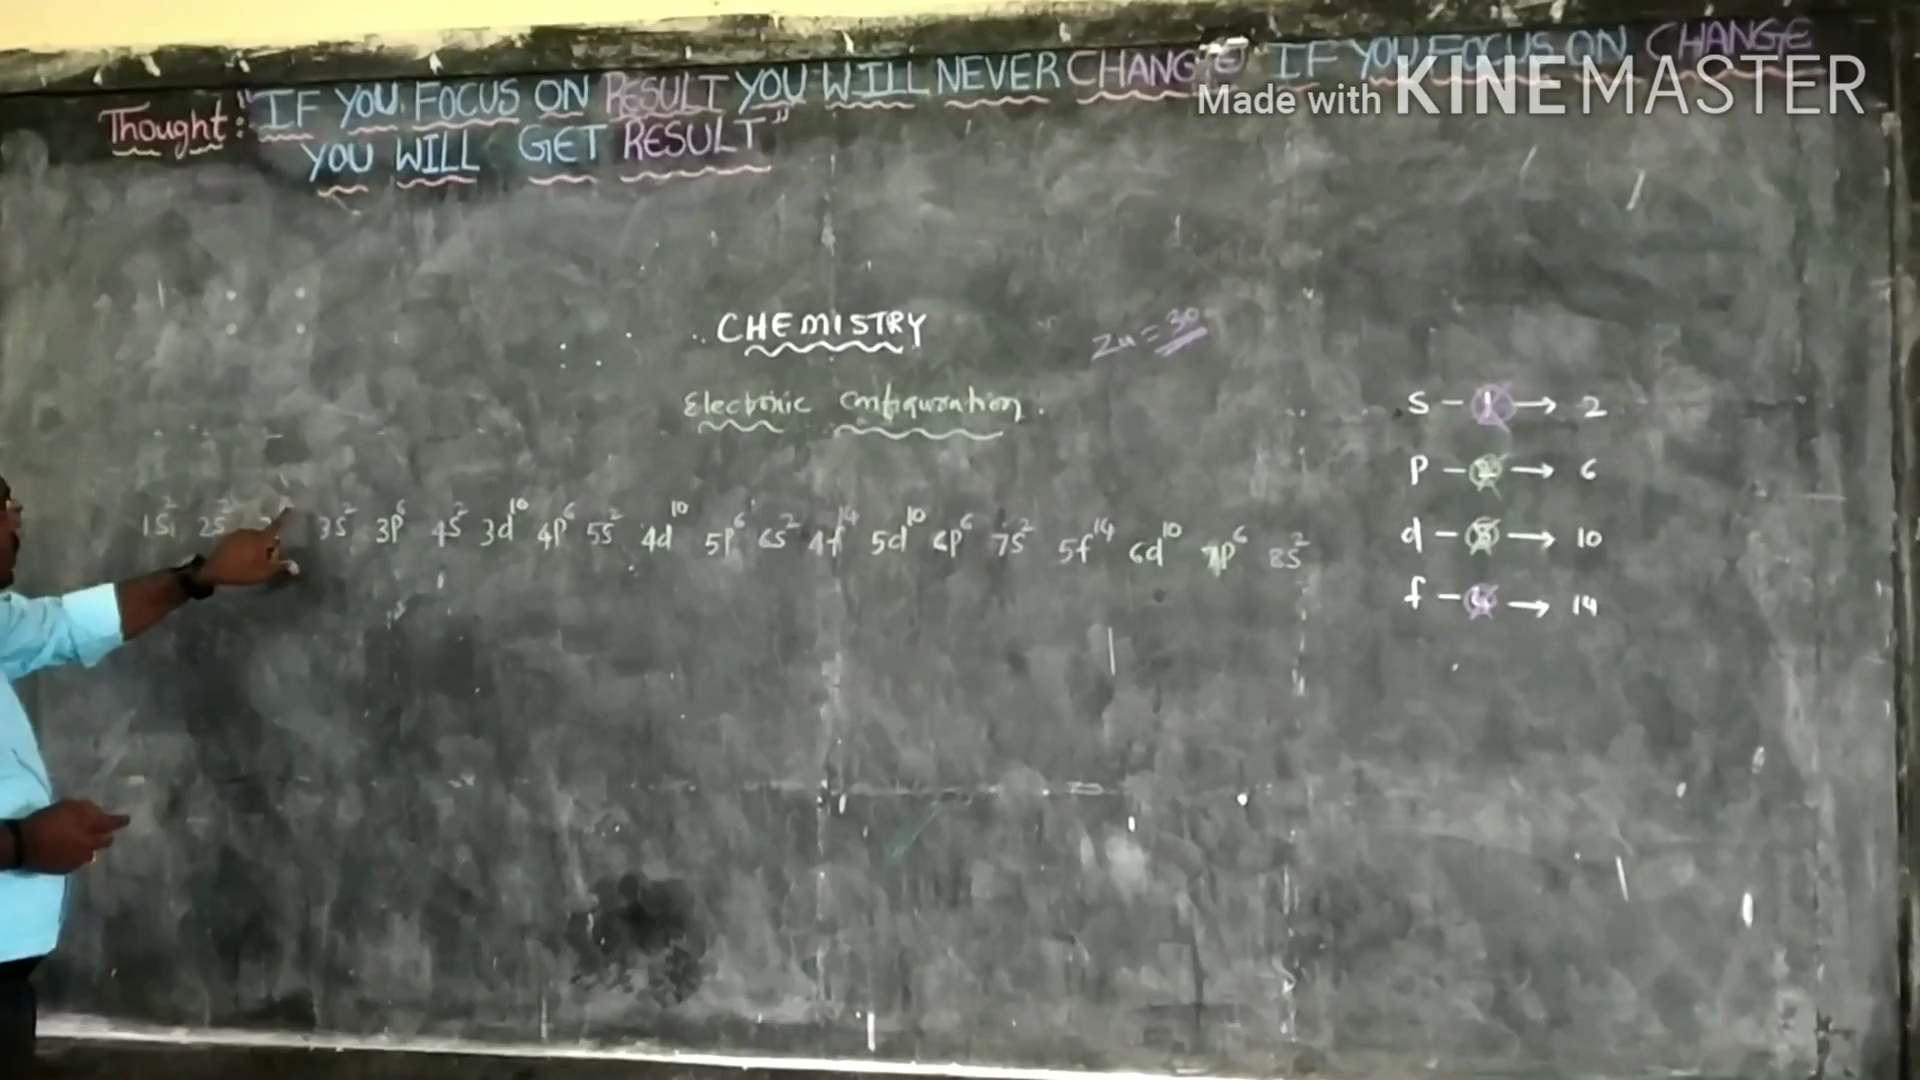 Thought: "IF YOU FOCUS ON RESULT YOU WILL NEVER CHANGE IF YOU FOCUS ON CHANGE
YOU WILL GET RESULT"
Made with KINEMASTER
CHEMISTRY
Zn = 30
Electronic Configuration.
S - 1 → 2
P - 2 → 6
d - 3 → 10
f - 4 → 14
1s² 2s² 3s² 3p⁶ 4s² 3d¹⁰ 4p⁶ 5s² 4d¹⁰ 5p⁶ 6s² 4f¹⁴ 5d¹⁰ 6p⁶ 7s² 5f¹⁴ 6d¹⁰ 7p⁶ 8s²